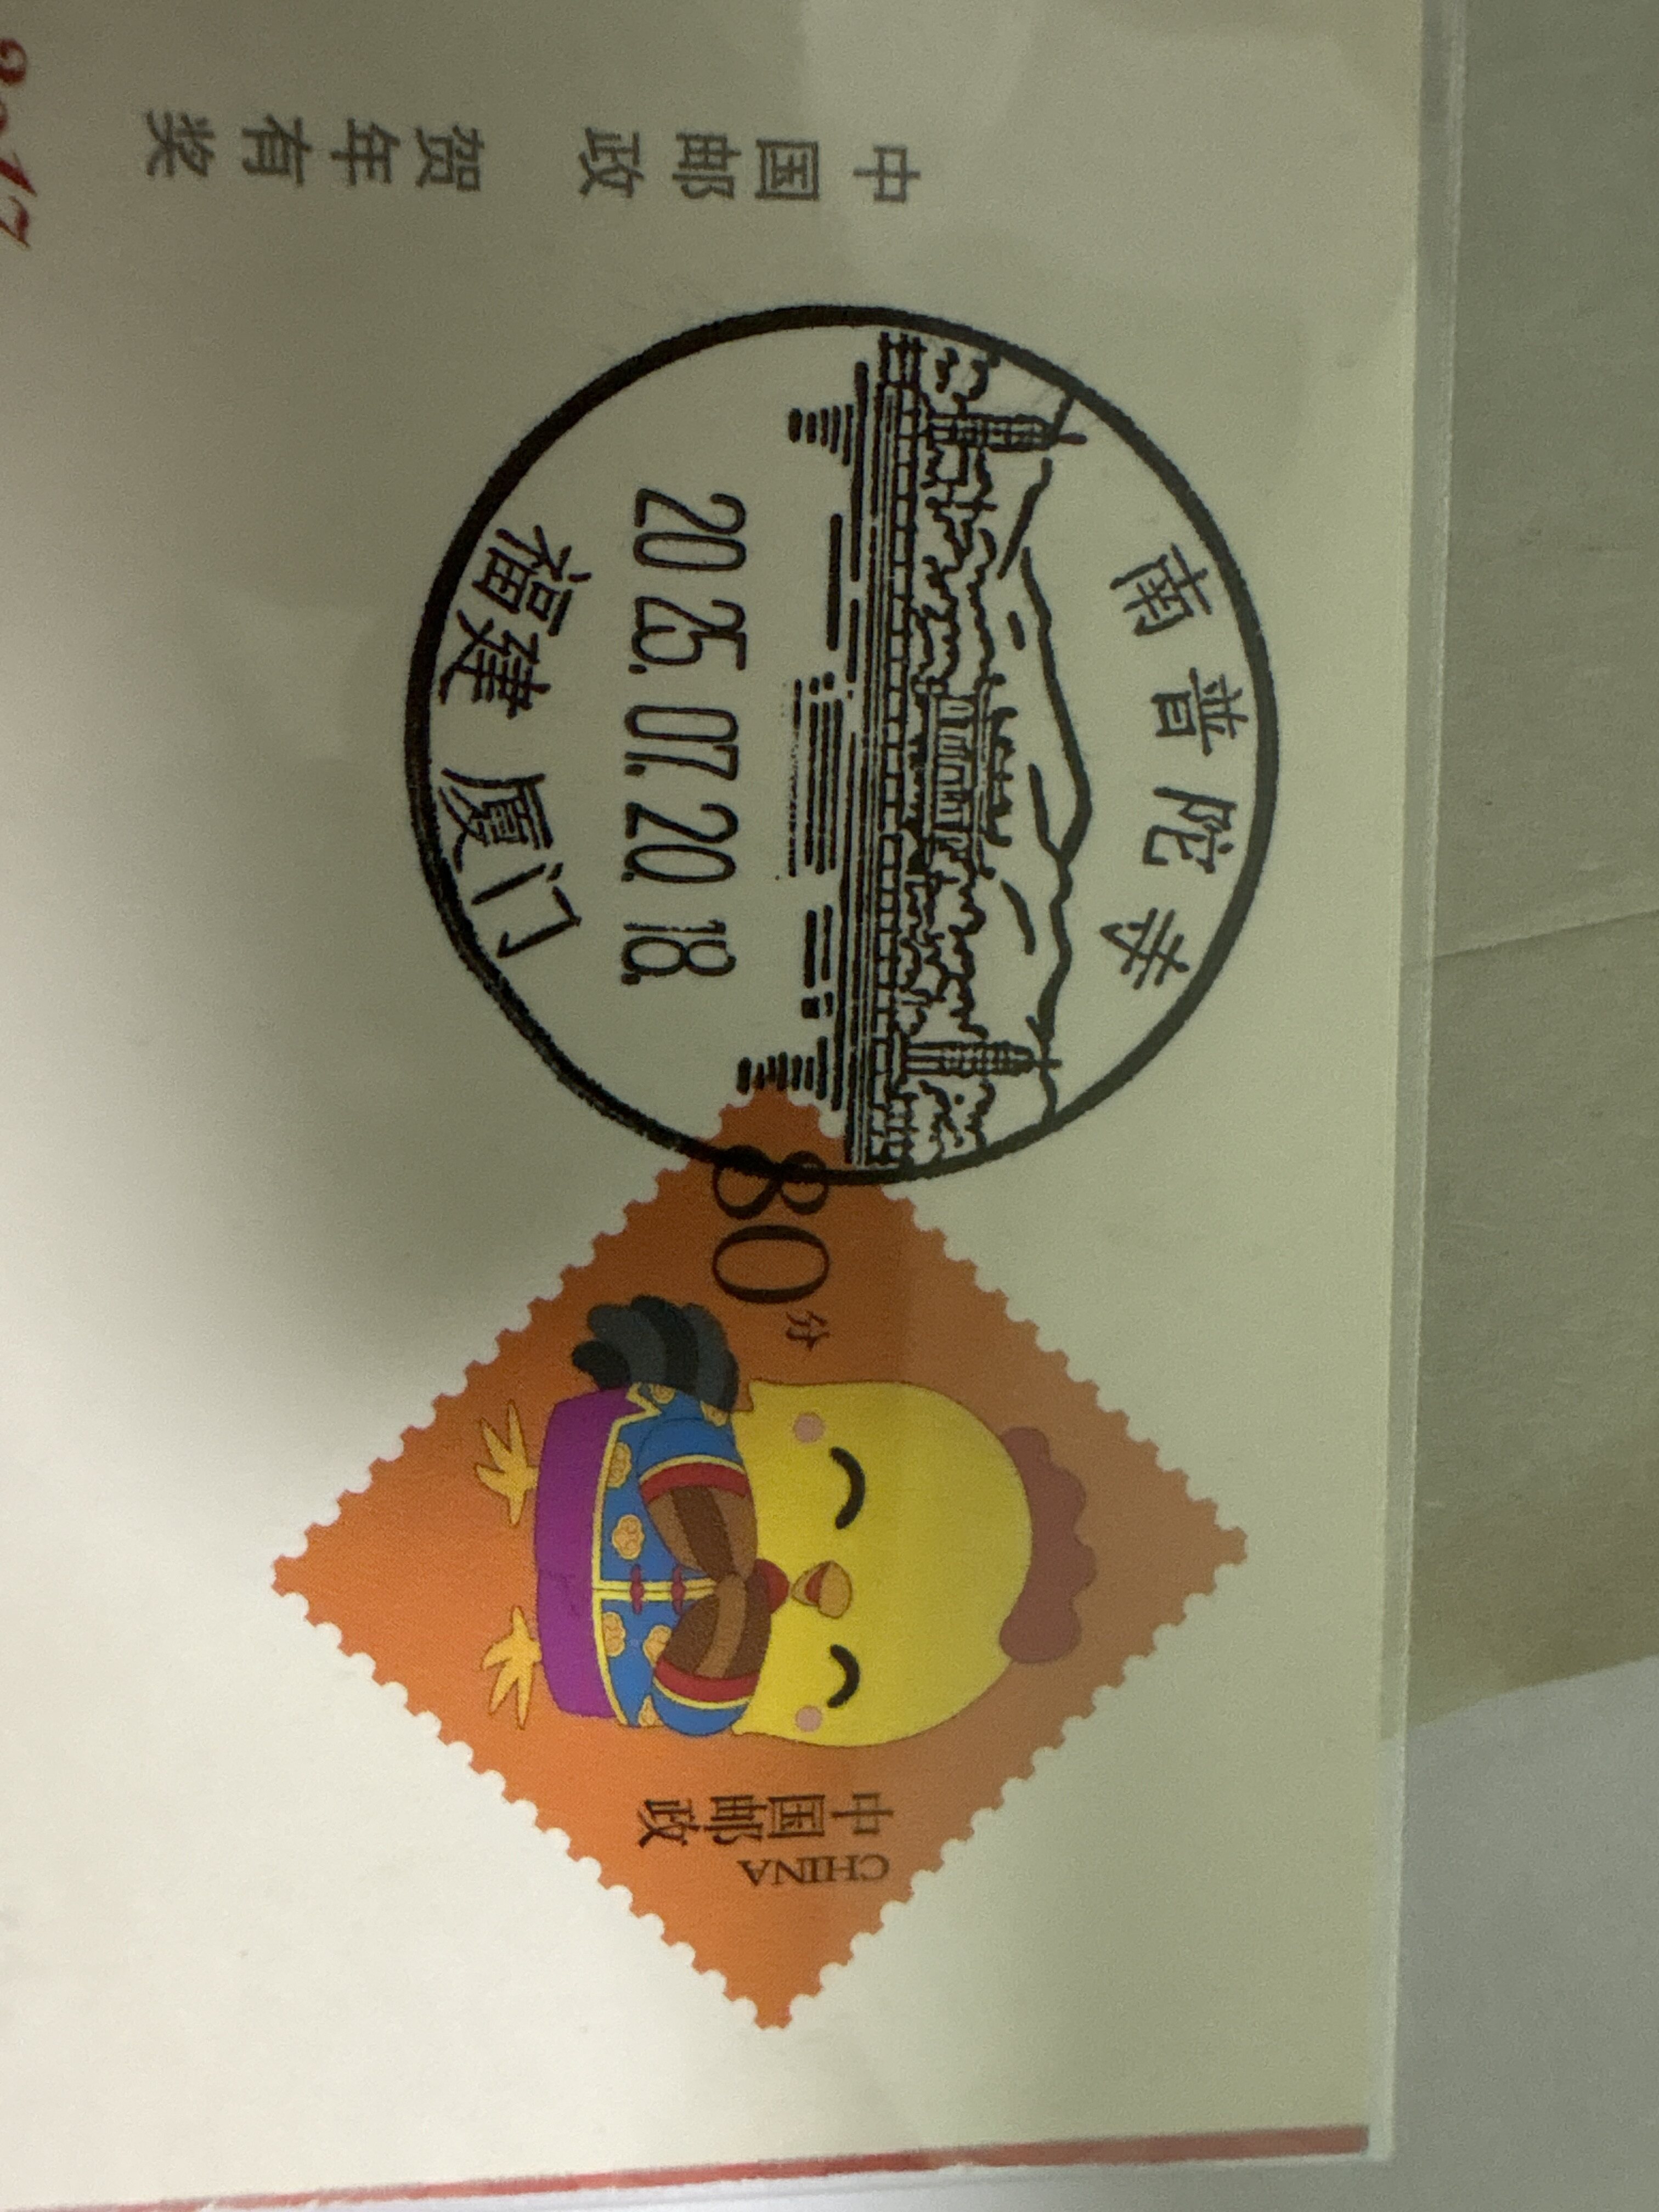 2017
中国邮政 贺年有奖
南普陀寺
2025.07.20.18.
福建 厦门
80分
中国邮政
CHINA